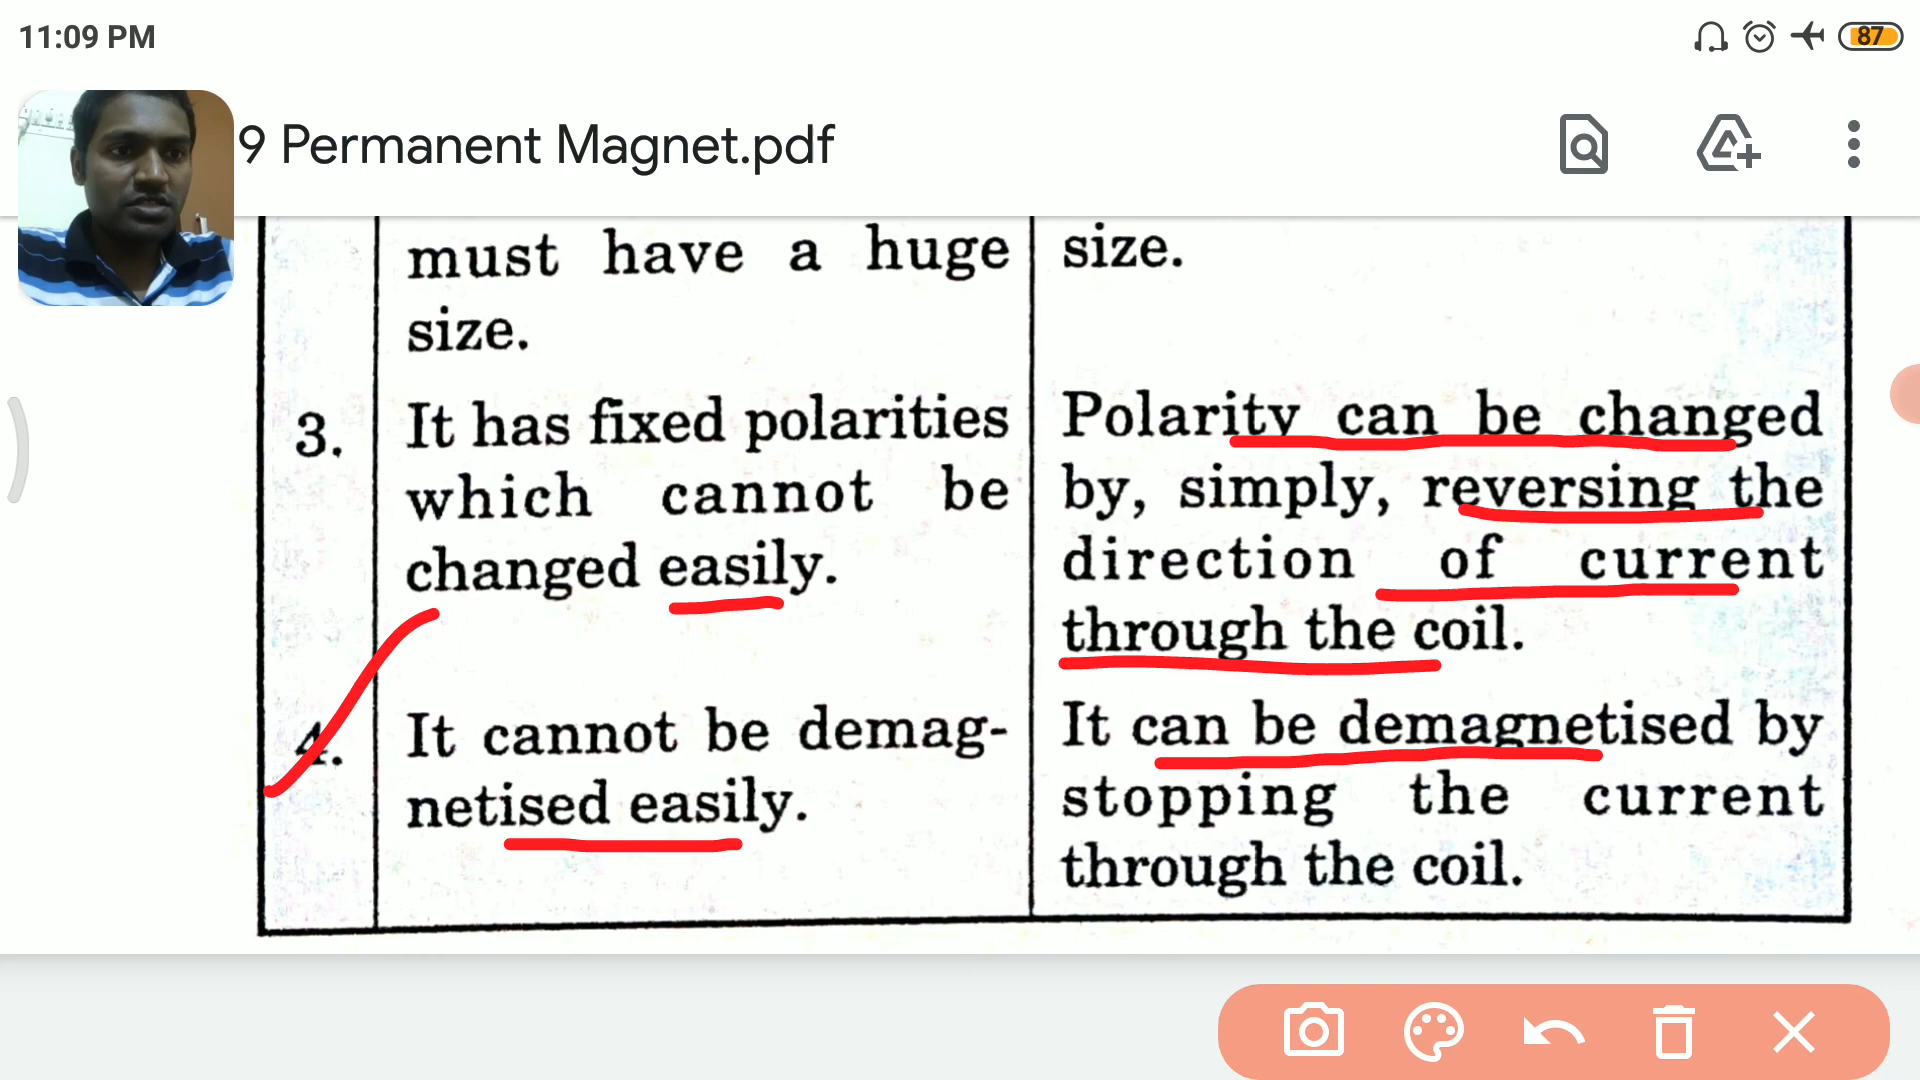 11:09 PM
87
9 Permanent Magnet.pdf
must have a huge
size.
size.
3.
It has fixed polarities
which cannot be
changed easily.
Polarity can be changed
by, simply, reversing the
direction of current
through the coil.
4.
It cannot be demag-
netised easily.
It can be demagnetised by
stopping the current
through the coil.